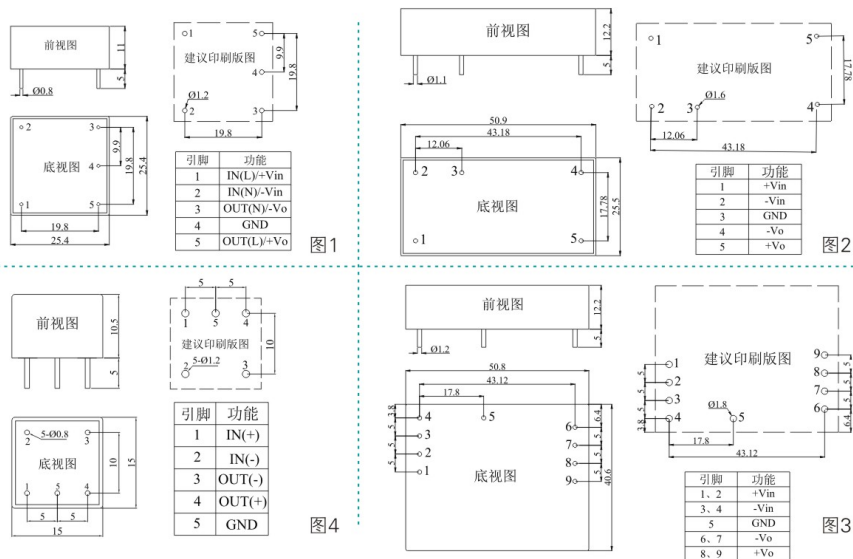 前视图
11
5
Ø0.8
1
5
建议印刷版图
4
Ø1.2
2
3
9.9
19.8
19.8
2
3
底视图
4
1
5
9.9
19.8
25.4
19.8
25.4
引脚 功能
1 IN(L)/+Vin
2 IN(N)/-Vin
3 OUT(N)/-Vo
4 GND
5 OUT(L)/+Vo
图1
前视图
12.2
5
Ø1.1
1
5
建议印刷版图
Ø1.6
2
3
4
17.78
12.06
43.18
50.9
43.18
12.06
2
3
4
底视图
1
5
17.78
25.5
引脚 功能
1 +Vin
2 -Vin
3 GND
4 -Vo
5 +Vo
图2
前视图
10.5
5
5
5
1
5
4
建议印刷版图
2
5-Ø1.2
3
10
2
5-Ø0.8
3
底视图
1
5
4
10
15
5
5
15
引脚 功能
1 IN(+)
2 IN(-)
3 OUT(-)
4 OUT(+)
5 GND
图4
前视图
12.2
5
Ø1.2
50.8
43.12
17.8
3.8
5
5
5
4
3
2
1
5
6
7
8
9
6.4
5
5
5
40.6
底视图
建议印刷版图
1
2
3
4
5
5
5
3.8
Ø1.8
5
9
8
7
6
5
5
5
6.4
17.8
43.12
引脚 功能
1、2 +Vin
3、4 -Vin
5 GND
6、7 -Vo
8、9 +Vo
图3